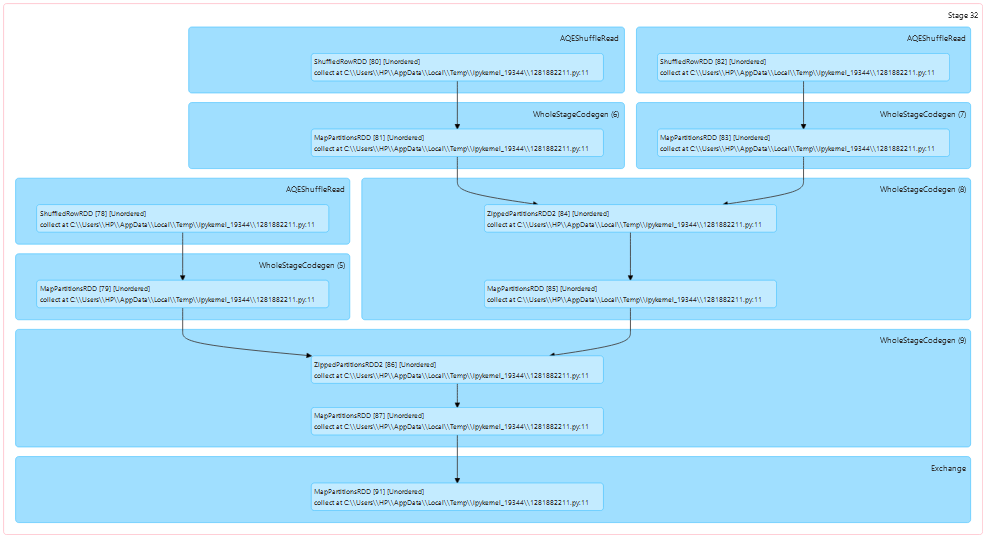 Stage 32
AQEShuffleRead
ShuffledRowRDD [80] [Unordered]
collect at C:\\Users\\HP\\AppData\\Local\\Temp\\ipykernel_19344\\1281882211.py:11
AQEShuffleRead
ShuffledRowRDD [82] [Unordered]
collect at C:\\Users\\HP\\AppData\\Local\\Temp\\ipykernel_19344\\1281882211.py:11
WholeStageCodegen (6)
MapPartitionsRDD [81] [Unordered]
collect at C:\\Users\\HP\\AppData\\Local\\Temp\\ipykernel_19344\\1281882211.py:11
WholeStageCodegen (7)
MapPartitionsRDD [83] [Unordered]
collect at C:\\Users\\HP\\AppData\\Local\\Temp\\ipykernel_19344\\1281882211.py:11
AQEShuffleRead
ShuffledRowRDD [78] [Unordered]
collect at C:\\Users\\HP\\AppData\\Local\\Temp\\ipykernel_19344\\1281882211.py:11
WholeStageCodegen (8)
ZippedPartitionsRDD2 [84] [Unordered]
collect at C:\\Users\\HP\\AppData\\Local\\Temp\\ipykernel_19344\\1281882211.py:11
WholeStageCodegen (5)
MapPartitionsRDD [79] [Unordered]
collect at C:\\Users\\HP\\AppData\\Local\\Temp\\ipykernel_19344\\1281882211.py:11
MapPartitionsRDD [85] [Unordered]
collect at C:\\Users\\HP\\AppData\\Local\\Temp\\ipykernel_19344\\1281882211.py:11
WholeStageCodegen (9)
ZippedPartitionsRDD2 [86] [Unordered]
collect at C:\\Users\\HP\\AppData\\Local\\Temp\\ipykernel_19344\\1281882211.py:11
MapPartitionsRDD [87] [Unordered]
collect at C:\\Users\\HP\\AppData\\Local\\Temp\\ipykernel_19344\\1281882211.py:11
Exchange
MapPartitionsRDD [91] [Unordered]
collect at C:\\Users\\HP\\AppData\\Local\\Temp\\ipykernel_19344\\1281882211.py:11